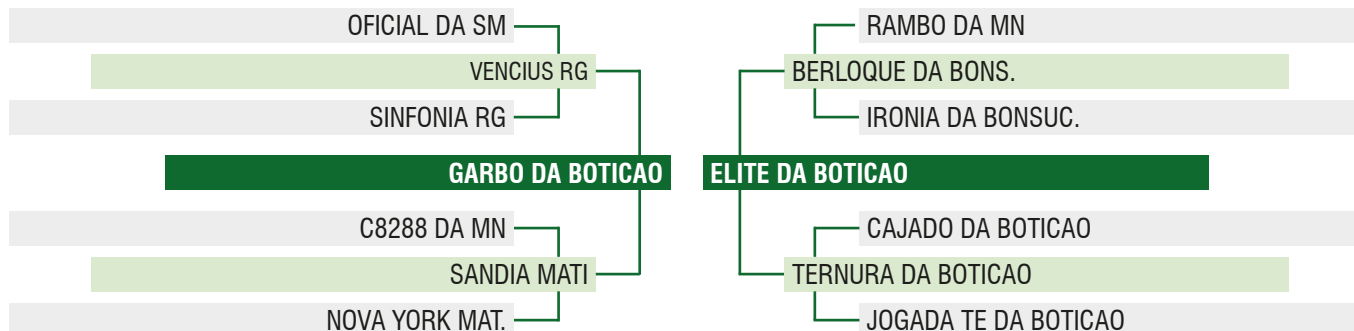 OFICIAL DA SM
RAMBO DA MN
VENCIUS RG
BERLOQUE DA BONS.
SINFONIA RG
IRONIA DA BONSUC.
GARBO DA BOTICAO
ELITE DA BOTICAO
C8288 DA MN
CAJADO DA BOTICAO
SANDIA MATI
TERNURA DA BOTICAO
NOVA YORK MAT.
JOGADA TE DA BOTICAO